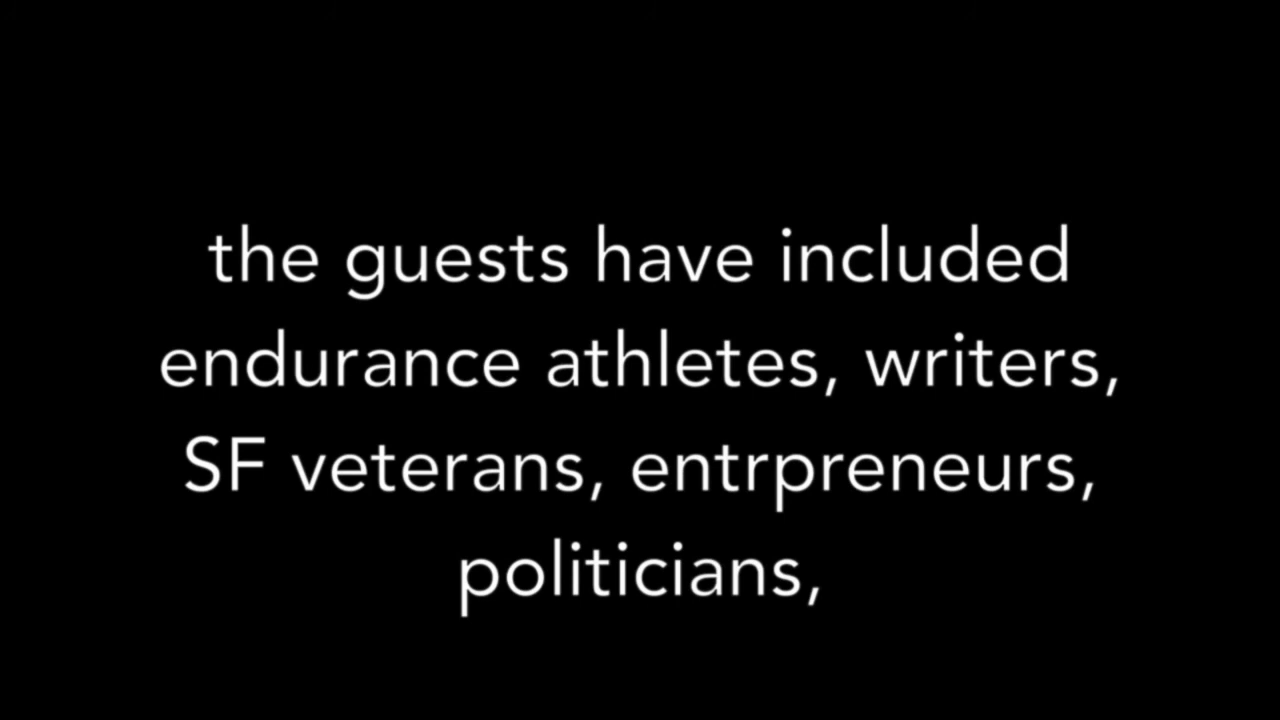 the guests have included
endurance athletes, writers,
SF veterans, entrpreneurs,
politicians,